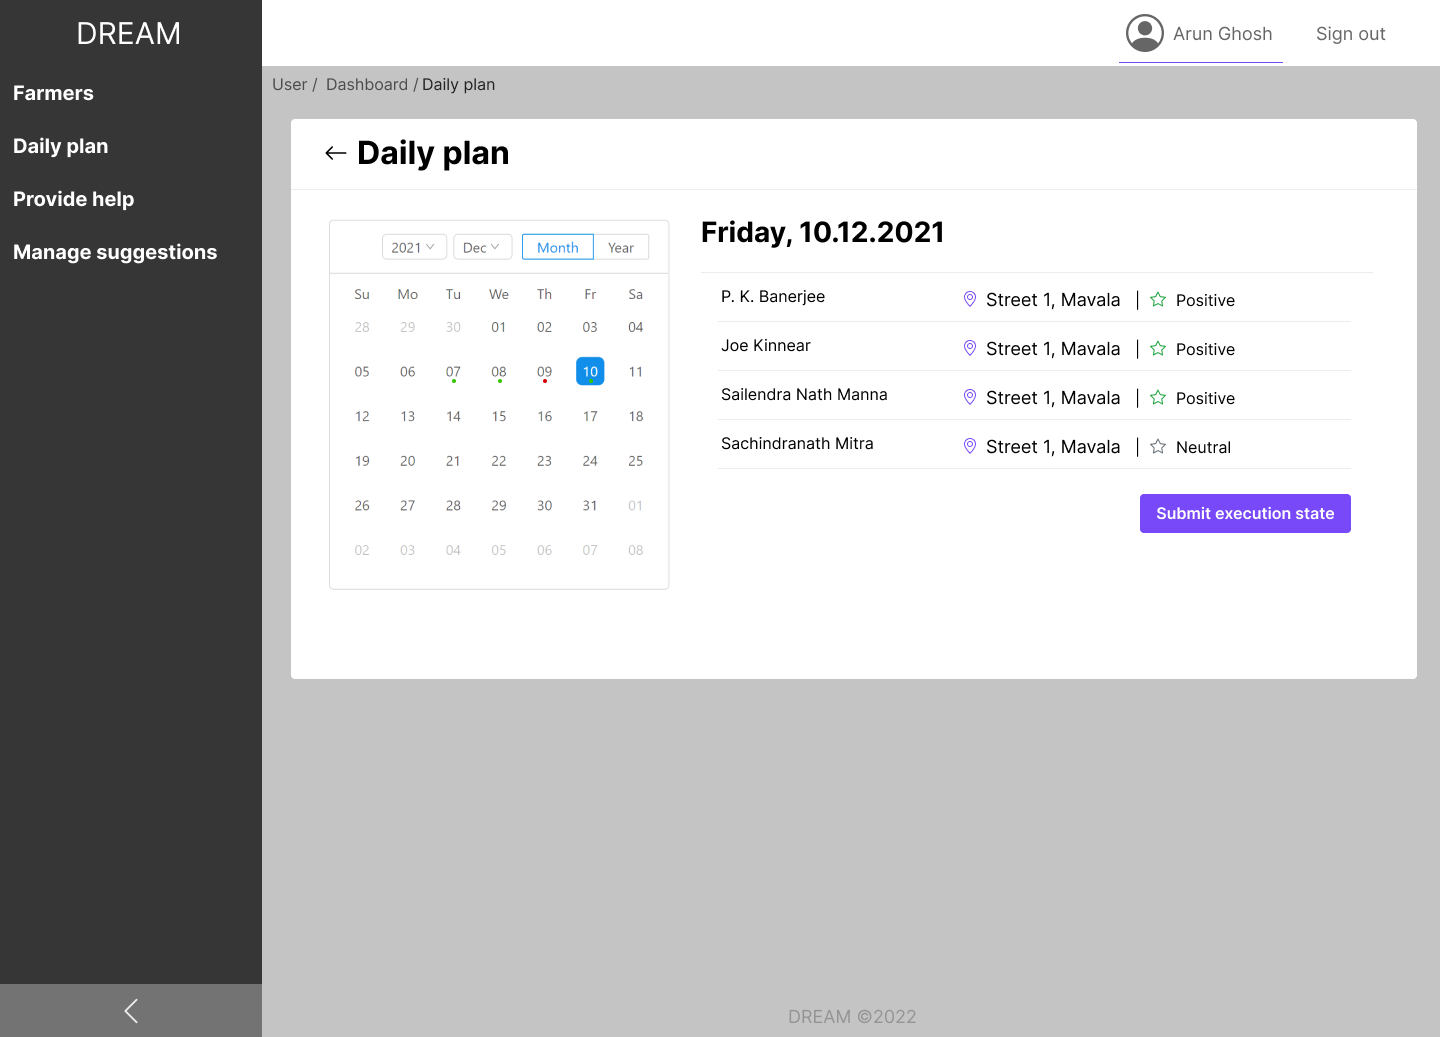 DREAM
Arun Ghosh Sign out
Farmers
Daily plan
Provide help
Manage suggestions
User / Dashboard / Daily plan
Daily plan
2021 Dec Month Year
Su Mo Tu We Th Fr Sa
28 29 30 01 02 03 04
05 06 07 08 09 10 11
12 13 14 15 16 17 18
19 20 21 22 23 24 25
26 27 28 29 30 31 01
02 03 04 05 06 07 08
Friday, 10.12.2021
P. K. Banerjee Street 1, Mavala | Positive
Joe Kinnear Street 1, Mavala | Positive
Sailendra Nath Manna Street 1, Mavala | Positive
Sachindranath Mitra Street 1, Mavala | Neutral
Submit execution state
DREAM ©2022